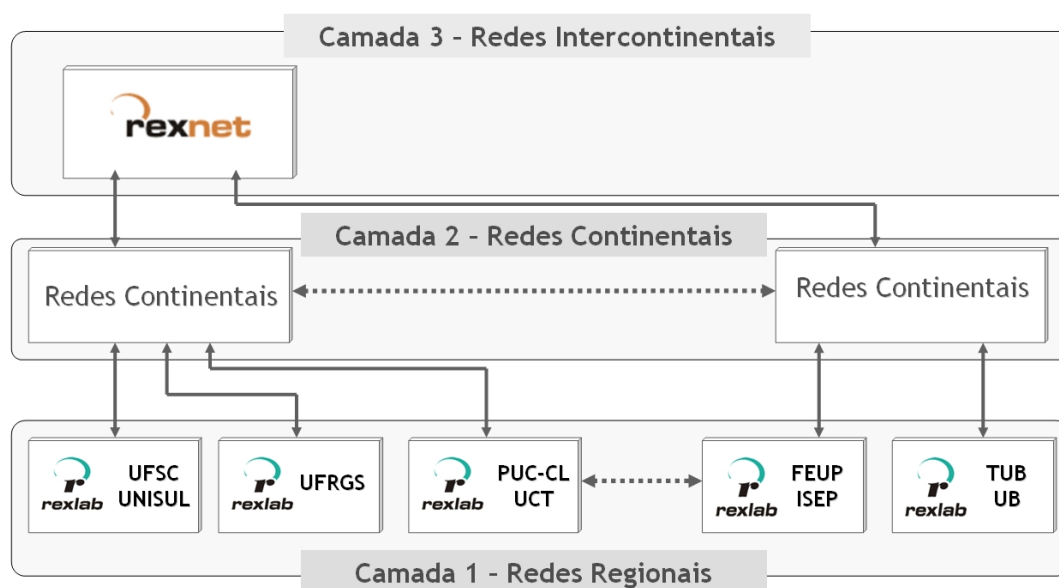 Camada 3 – Redes Intercontinentais
rexnet
Camada 2 – Redes Continentais
Redes Continentais
Redes Continentais
rexlab
UFSC
UNISUL
rexlab
UFRGS
rexlab
PUC-CL
UCT
rexlab
FEUP
ISEP
rexlab
TUB
UB
Camada 1 – Redes Regionais